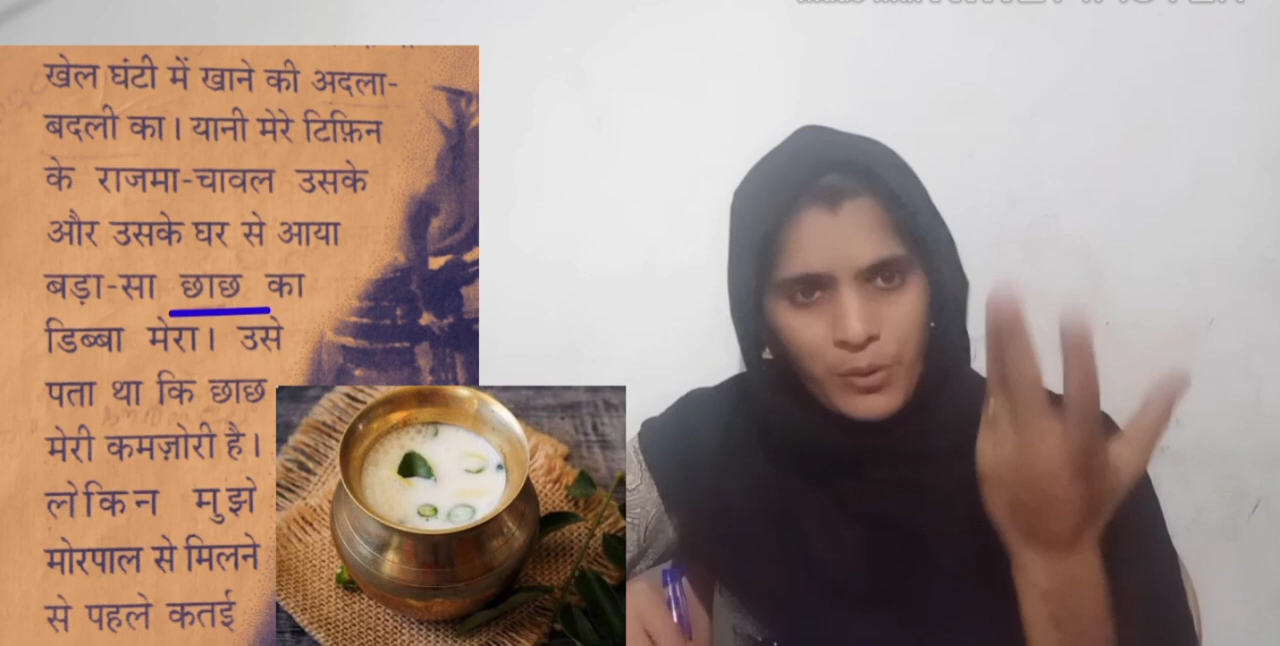 खेल घंटी में खाने की अदला-
बदली का। यानी मेरे टिफ़िन
के राजमा-चावल उसके
और उसके घर से आया
बड़ा-सा छाछ का
डिब्बा मेरा। उसे
पता था कि छाछ
मेरी कमज़ोरी है।
लेकिन मुझे
मोरपाल से मिलने
से पहले कतई